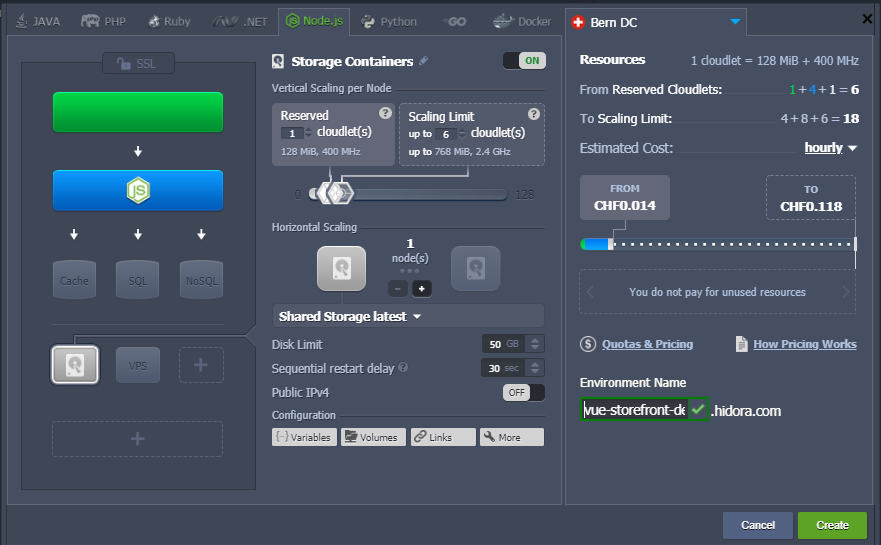 JAVA
PHP
Ruby
.NET
Node.js
Python
GO
Docker
SSL
JS
Cache
SQL
NoSQL
VPS
+
+
Storage Containers
ON
Vertical Scaling per Node
Reserved ?
1 cloudlet(s)
128 MiB, 400 MHz
Scaling Limit ?
up to 6 cloudlet(s)
up to 768 MiB, 2.4 GHz
0
128
Horizontal Scaling
1
node(s)
− +
Shared Storage latest
Disk Limit 50 GB
Sequential restart delay ? 30 sec
Public IPv4 OFF
Configuration
Variables Volumes Links More
Bern DC
Resources 1 cloudlet = 128 MiB + 400 MHz
From Reserved Cloudlets: 1+4+1 = 6
To Scaling Limit: 4+8+6 = 18
Estimated Cost: hourly
FROM
CHF0.014
TO
CHF0.118
You do not pay for unused resources
$ Quotas & Pricing How Pricing Works
Environment Name
vue-storefront-de .hidora.com
Cancel Create